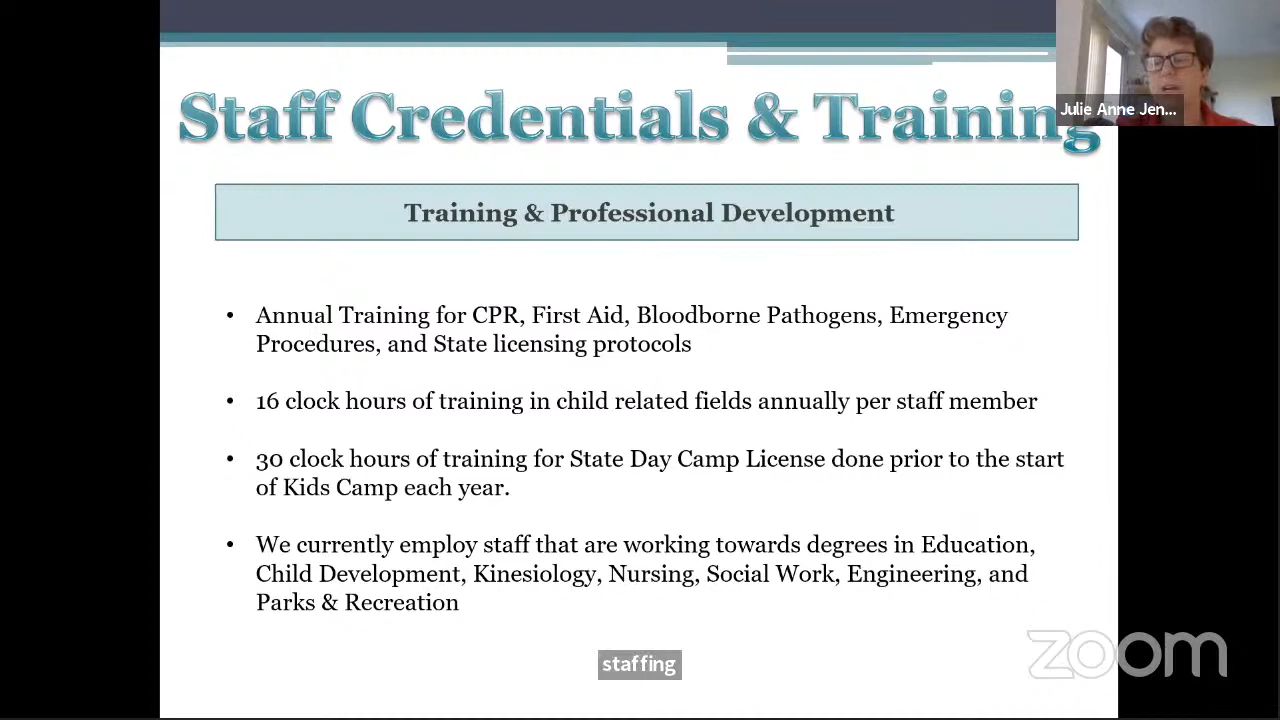 Staff Credentials & Training
Julie Anne Jen...
Training & Professional Development
• Annual Training for CPR, First Aid, Bloodborne Pathogens, Emergency
Procedures, and State licensing protocols
• 16 clock hours of training in child related fields annually per staff member
• 30 clock hours of training for State Day Camp License done prior to the start
of Kids Camp each year.
• We currently employ staff that are working towards degrees in Education,
Child Development, Kinesiology, Nursing, Social Work, Engineering, and
Parks & Recreation
staffing
zoom